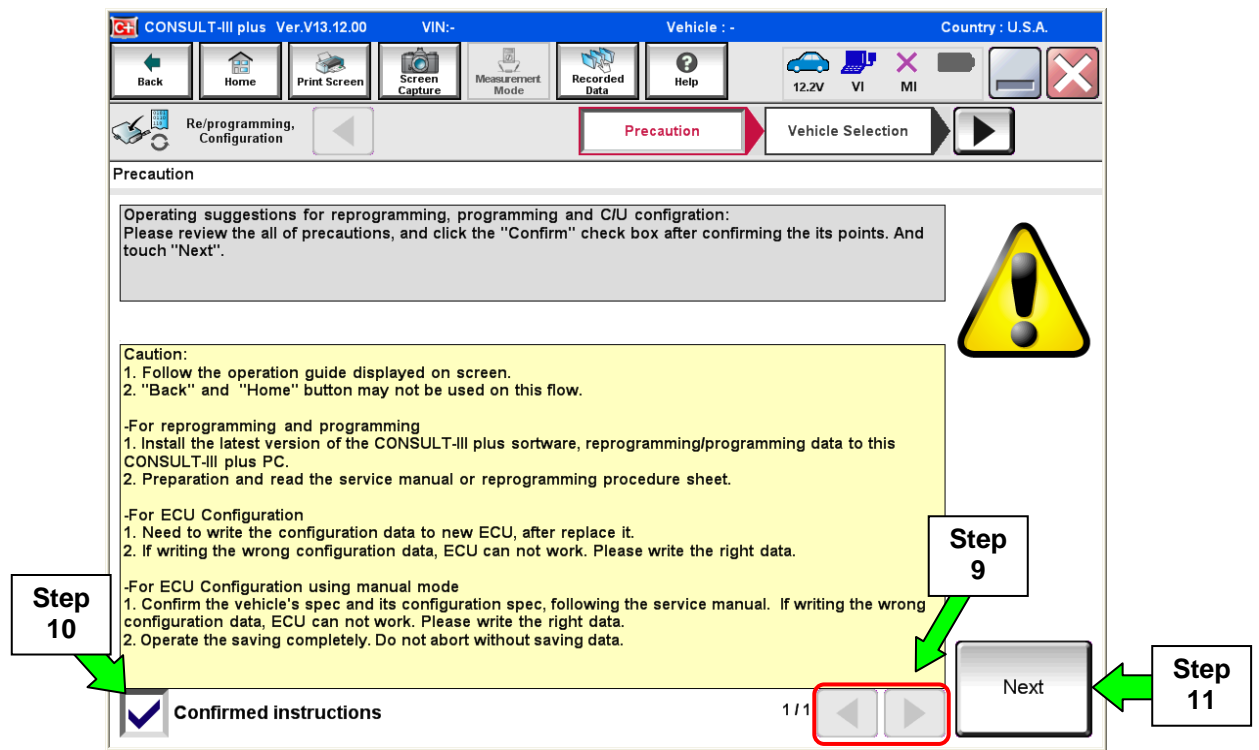 CONSULT-III plus Ver.V13.12.00 VIN:- Vehicle : - Country : U.S.A.
Back
Home
Print Screen
Screen
Capture
Measurement
Mode
Recorded
Data
Help
12.2V VI MI
Re/programming,
Configuration
Precaution
Vehicle Selection
Precaution
Operating suggestions for reprogramming, programming and C/U configration:
Please review the all of precautions, and click the "Confirm" check box after confirming the its points. And
touch "Next".
Caution:
1. Follow the operation guide displayed on screen.
2. "Back" and "Home" button may not be used on this flow.
-For reprogramming and programming
1. Install the latest version of the CONSULT-III plus sortware, reprogramming/programming data to this
CONSULT-III plus PC.
2. Preparation and read the service manual or reprogramming procedure sheet.
-For ECU Configuration
1. Need to write the configuration data to new ECU, after replace it.
2. If writing the wrong configuration data, ECU can not work. Please write the right data.
-For ECU Configuration using manual mode
1. Confirm the vehicle's spec and its configuration spec, following the service manual. If writing the wrong
configuration data, ECU can not work. Please write the right data.
2. Operate the saving completely. Do not abort without saving data.
Step
9
Step
10
Confirmed instructions
1/1
Next
Step
11